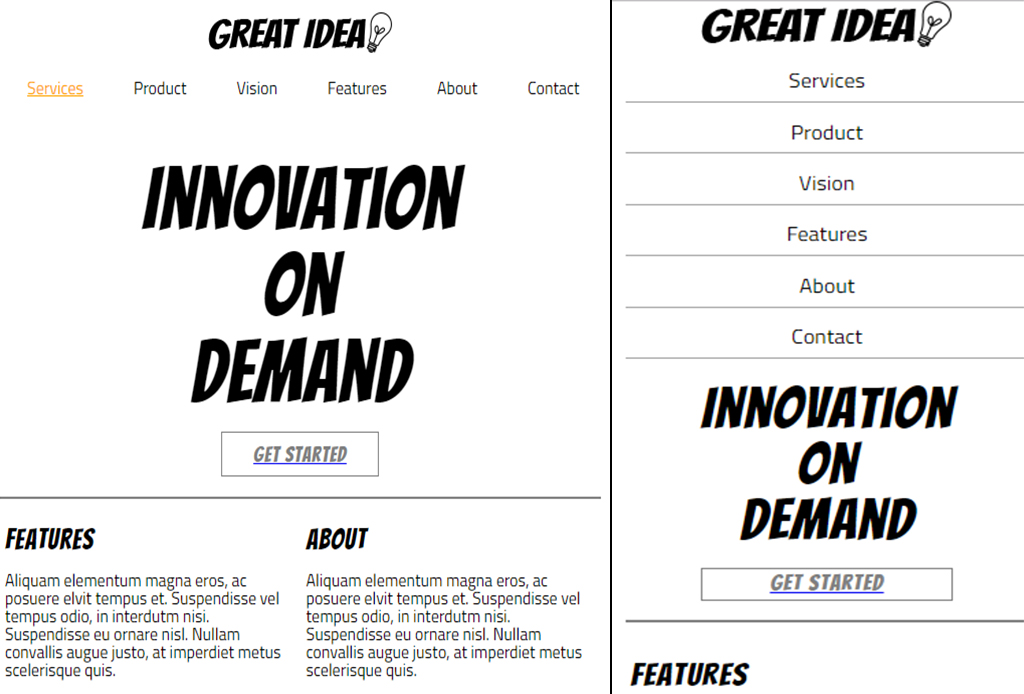 GREAT IDEA
Services Product Vision Features About Contact
INNOVATION
ON
DEMAND
GET STARTED
FEATURES
Aliquam elementum magna eros, ac
posuere elvit tempus et. Suspendisse vel
tempus odio, in interdutm nisi.
Suspendisse eu ornare nisl. Nullam
convallis augue justo, at imperdiet metus
scelerisque quis.
ABOUT
Aliquam elementum magna eros, ac
posuere elvit tempus et. Suspendisse vel
tempus odio, in interdutm nisi.
Suspendisse eu ornare nisl. Nullam
convallis augue justo, at imperdiet metus
scelerisque quis.
GREAT IDEA
Services
Product
Vision
Features
About
Contact
INNOVATION
ON
DEMAND
GET STARTED
FEATURES